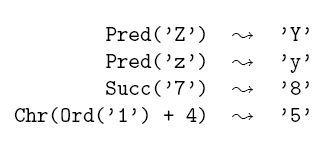 Pred('Z') ⤳ 'Y'
Pred('z') ⤳ 'y'
Succ('7') ⤳ '8'
Chr(Ord('1') + 4) ⤳ '5'